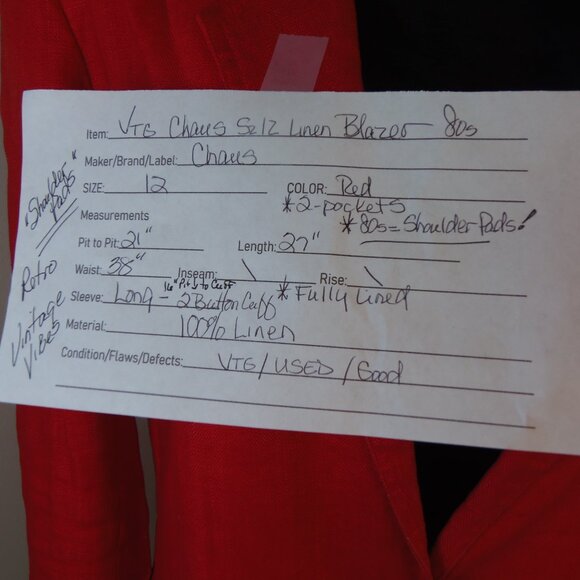 Item: VTG Chaus Sz 12 Linen Blazer - 80s
Maker/Brand/Label: Chaus
SIZE: 12 COLOR: Red
*2-pockets
Measurements *80s=Shoulder Pads!
Pit to Pit: 21" Length: 27"
Waist: 38" Inseam: \ Rise: \
16" Pit to Cuff
Sleeve: Long - 2 Button Cuff *Fully Lined
Material: 100% Linen
Condition/Flaws/Defects: VTG/USED/Good
"Shoulder Pads"
Retro
Vintage Vibes